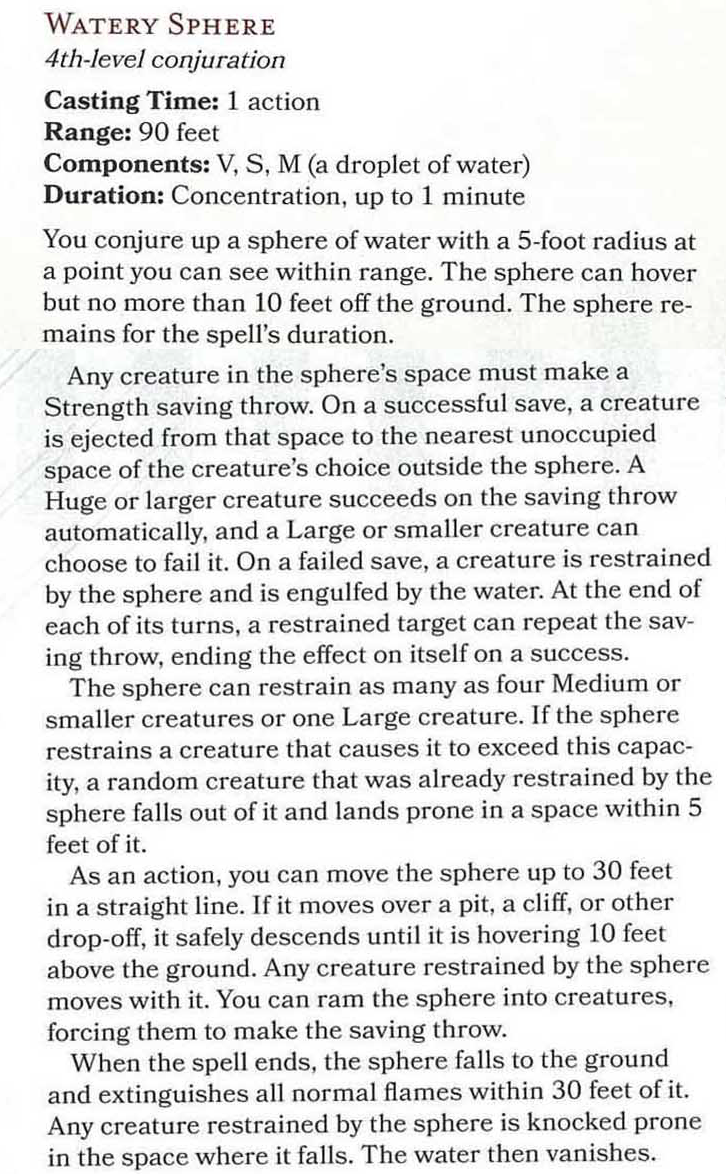 WATERY SPHERE
4th-level conjuration
Casting Time: 1 action
Range: 90 feet
Components: V, S, M (a droplet of water)
Duration: Concentration, up to 1 minute
You conjure up a sphere of water with a 5-foot radius at
a point you can see within range. The sphere can hover
but no more than 10 feet off the ground. The sphere re-
mains for the spell's duration.
Any creature in the sphere's space must make a
Strength saving throw. On a successful save, a creature
is ejected from that space to the nearest unoccupied
space of the creature's choice outside the sphere. A
Huge or larger creature succeeds on the saving throw
automatically, and a Large or smaller creature can
choose to fail it. On a failed save, a creature is restrained
by the sphere and is engulfed by the water. At the end of
each of its turns, a restrained target can repeat the sav-
ing throw, ending the effect on itself on a success.
The sphere can restrain as many as four Medium or
smaller creatures or one Large creature. If the sphere
restrains a creature that causes it to exceed this capac-
ity, a random creature that was already restrained by the
sphere falls out of it and lands prone in a space within 5
feet of it.
As an action, you can move the sphere up to 30 feet
in a straight line. If it moves over a pit, a cliff, or other
drop-off, it safely descends until it is hovering 10 feet
above the ground. Any creature restrained by the sphere
moves with it. You can ram the sphere into creatures,
forcing them to make the saving throw.
When the spell ends, the sphere falls to the ground
and extinguishes all normal flames within 30 feet of it.
Any creature restrained by the sphere is knocked prone
in the space where it falls. The water then vanishes.